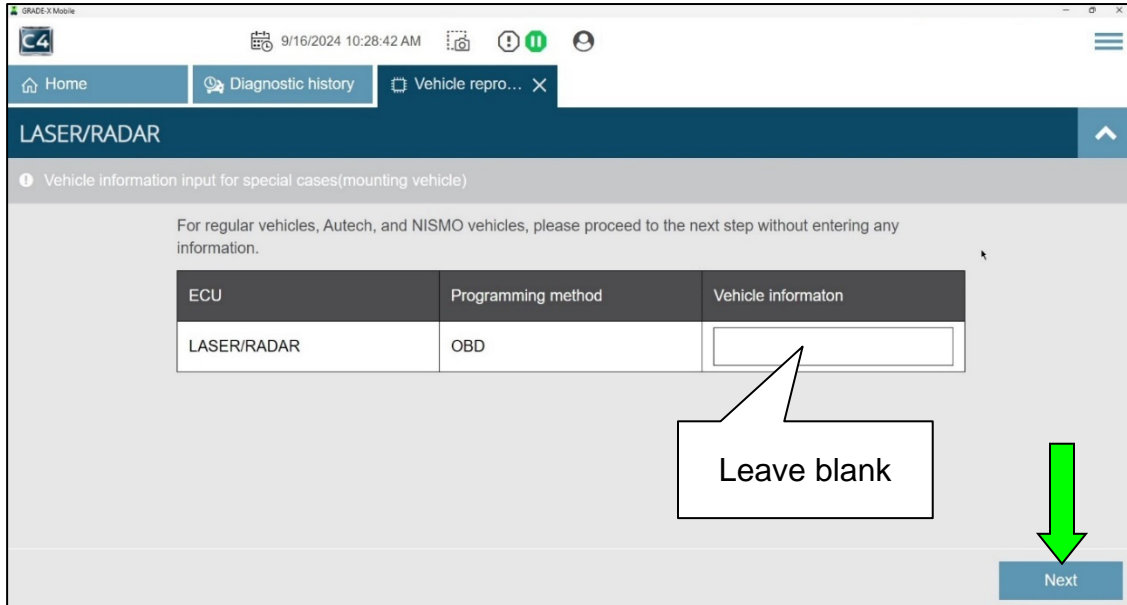 GRADE-X Mobile
C4
9/16/2024 10:28:42 AM
Home
Diagnostic history
Vehicle repro...
LASER/RADAR
Vehicle information input for special cases(mounting vehicle)
For regular vehicles, Autech, and NISMO vehicles, please proceed to the next step without entering any
information.
ECU Programming method Vehicle informaton
LASER/RADAR OBD
Leave blank
Next